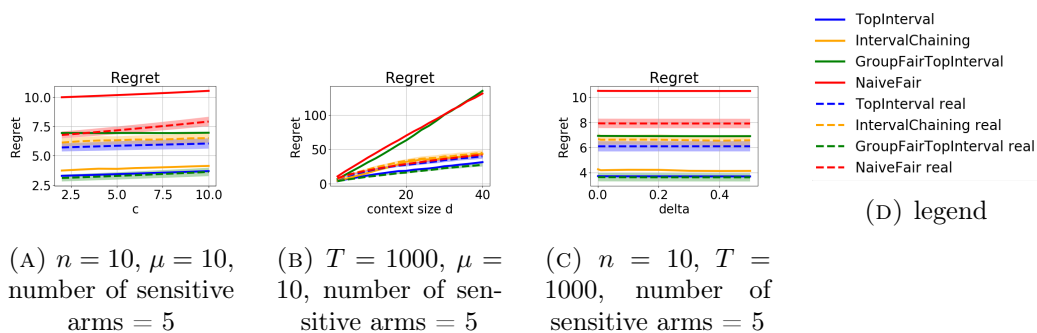 Regret
10.0
7.5
5.0
2.5
Regret
2.5
5.0
7.5
10.0
c
(A) n = 10, μ = 10,
number of sensitive
arms = 5
Regret
100
50
0
Regret
20
40
context size d
(B) T = 1000, μ =
10, number of sen-
sitive arms = 5
Regret
10
8
6
4
Regret
0.0
0.2
0.4
delta
(C) n = 10, T =
1000, number of
sensitive arms = 5
TopInterval
IntervalChaining
GroupFairTopInterval
NaiveFair
TopInterval real
IntervalChaining real
GroupFairTopInterval real
NaiveFair real
(D) legend